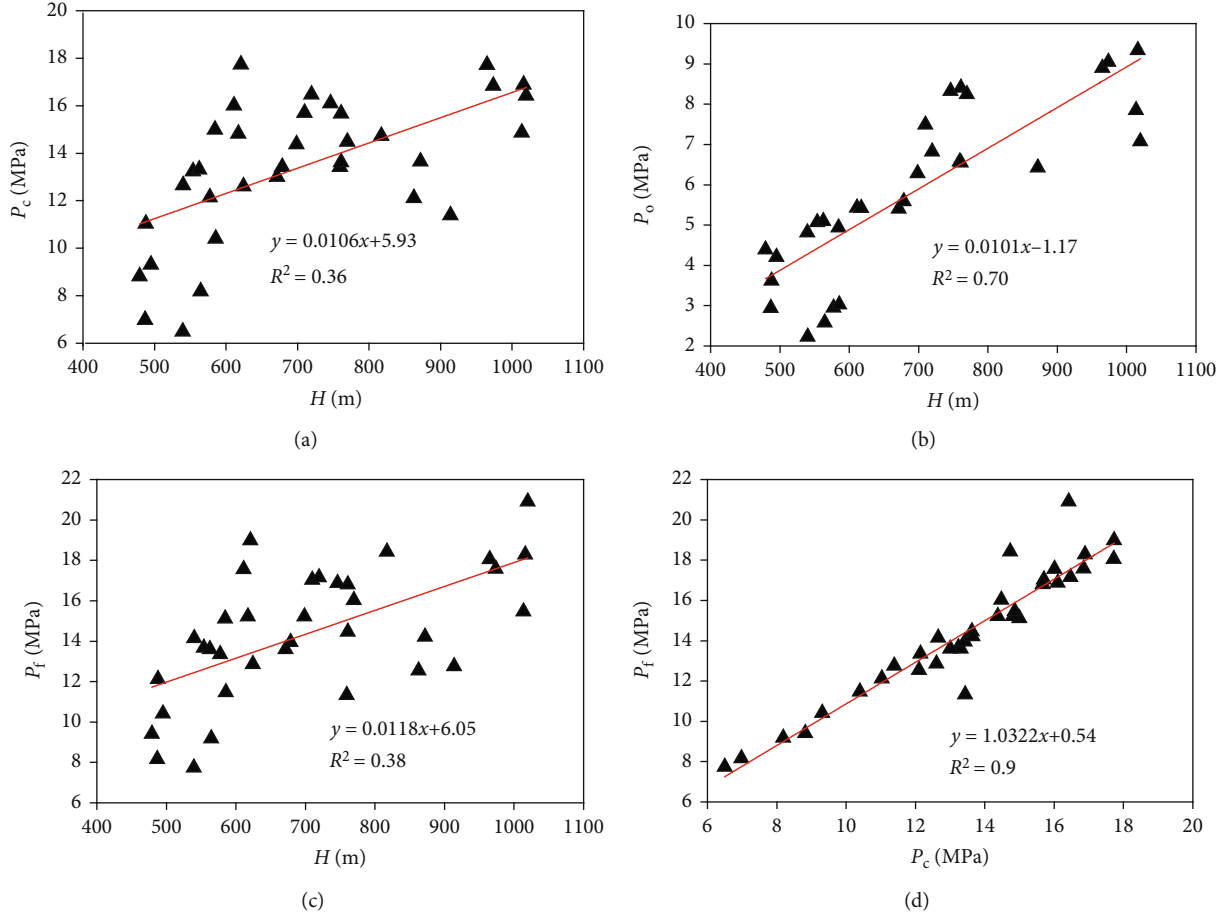 20
18
16
14
12
10
8
6
P_c (MPa)
400 500 600 700 800 900 1000 1100
H (m)
y = 0.0106x+5.93
R² = 0.36
(a)
10
9
8
7
6
5
4
3
2
P_o (MPa)
400 500 600 700 800 900 1000 1100
H (m)
y = 0.0101x–1.17
R² = 0.70
(b)
22
20
18
16
14
12
10
8
6
P_f (MPa)
400 500 600 700 800 900 1000 1100
H (m)
y = 0.0118x+6.05
R² = 0.38
(c)
22
20
18
16
14
12
10
8
6
P_f (MPa)
6 8 10 12 14 16 18 20
P_c (MPa)
y = 1.0322x+0.54
R² = 0.9
(d)